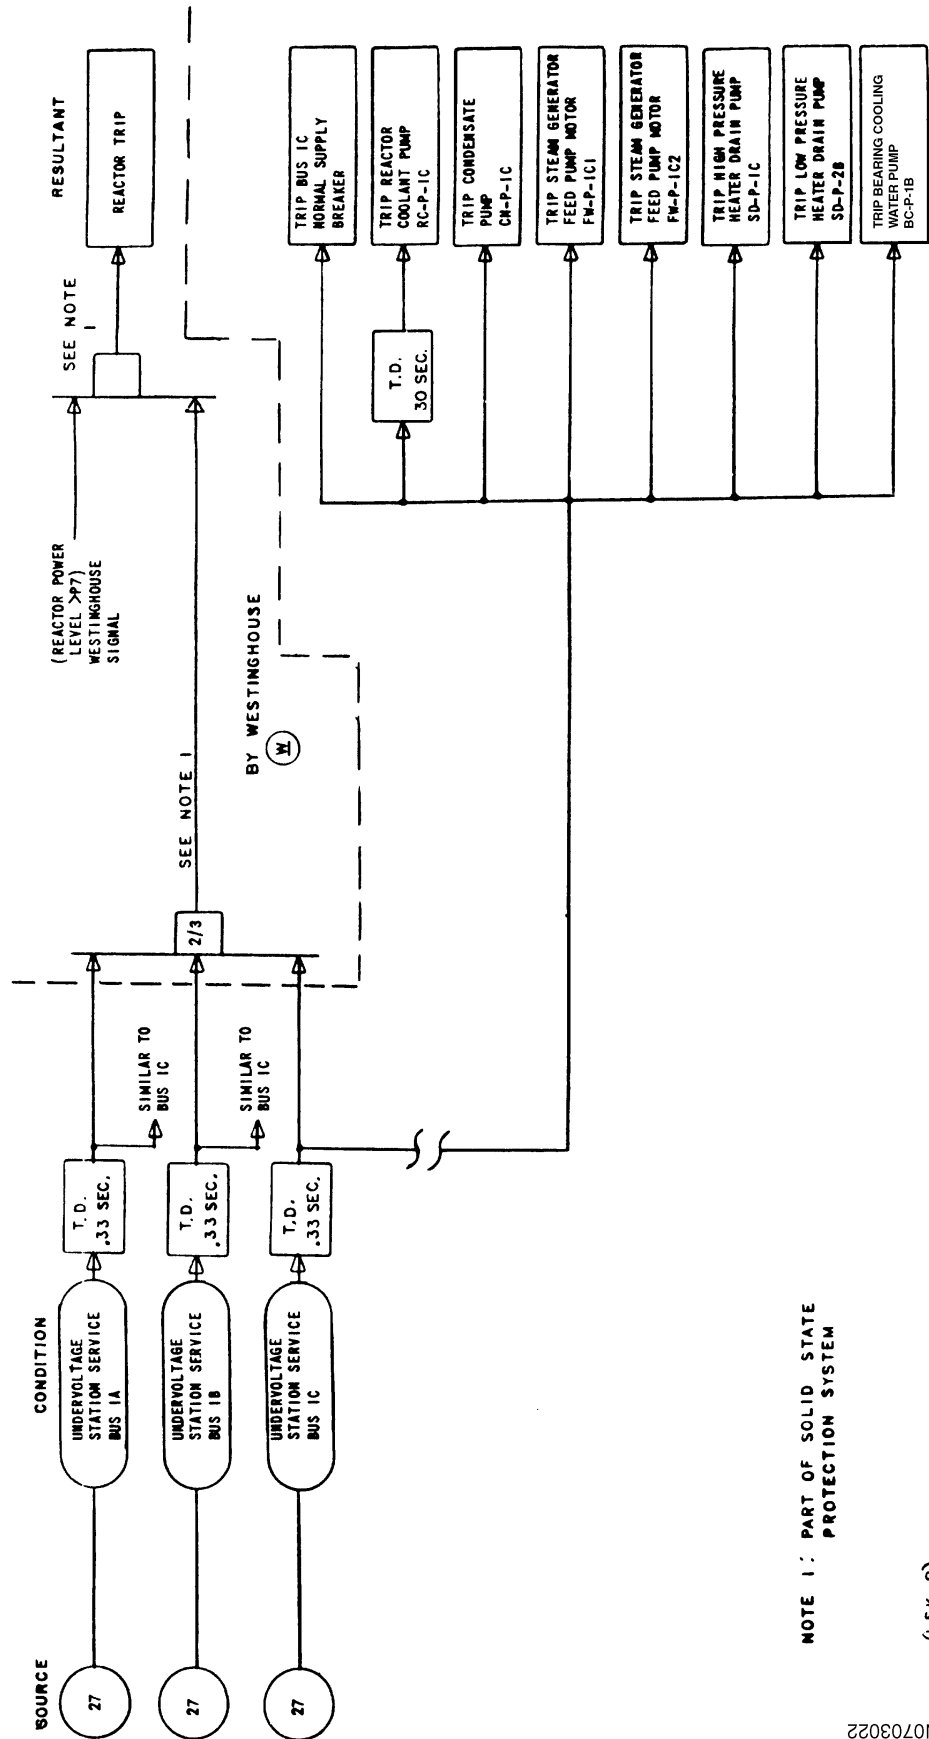 SOURCE
CONDITION
RESULTANT
27
UNDERVOLTAGE
STATION SERVICE
BUS 1A
T.D.
.33 SEC.
SIMILAR TO
BUS 1C
27
UNDERVOLTAGE
STATION SERVICE
BUS 1B
T.D.
.33 SEC.
SIMILAR TO
BUS 1C
27
UNDERVOLTAGE
STATION SERVICE
BUS 1C
T.D.
.33 SEC.
2/3
SEE NOTE 1
(REACTOR POWER
LEVEL >P7)
WESTINGHOUSE
SIGNAL
SEE NOTE
1
REACTOR TRIP
BY WESTINGHOUSE
W
TRIP BUS 1C
NORMAL SUPPLY
BREAKER
T.D.
30 SEC.
TRIP REACTOR
COOLANT PUMP
RC-P-1C
TRIP CONDENSATE
PUMP
CN-P-1C
TRIP STEAM GENERATOR
FEED PUMP MOTOR
FW-P-1C1
TRIP STEAM GENERATOR
FEED PUMP MOTOR
FW-P-1C2
TRIP HIGH PRESSURE
HEATER DRAIN PUMP
SD-P-1C
TRIP LOW PRESSURE
HEATER DRAIN PUMP
SD-P-2B
TRIP BEARING COOLING
WATER PUMP
BC-P-1B
NOTE 1: PART OF SOLID STATE
PROTECTION SYSTEM